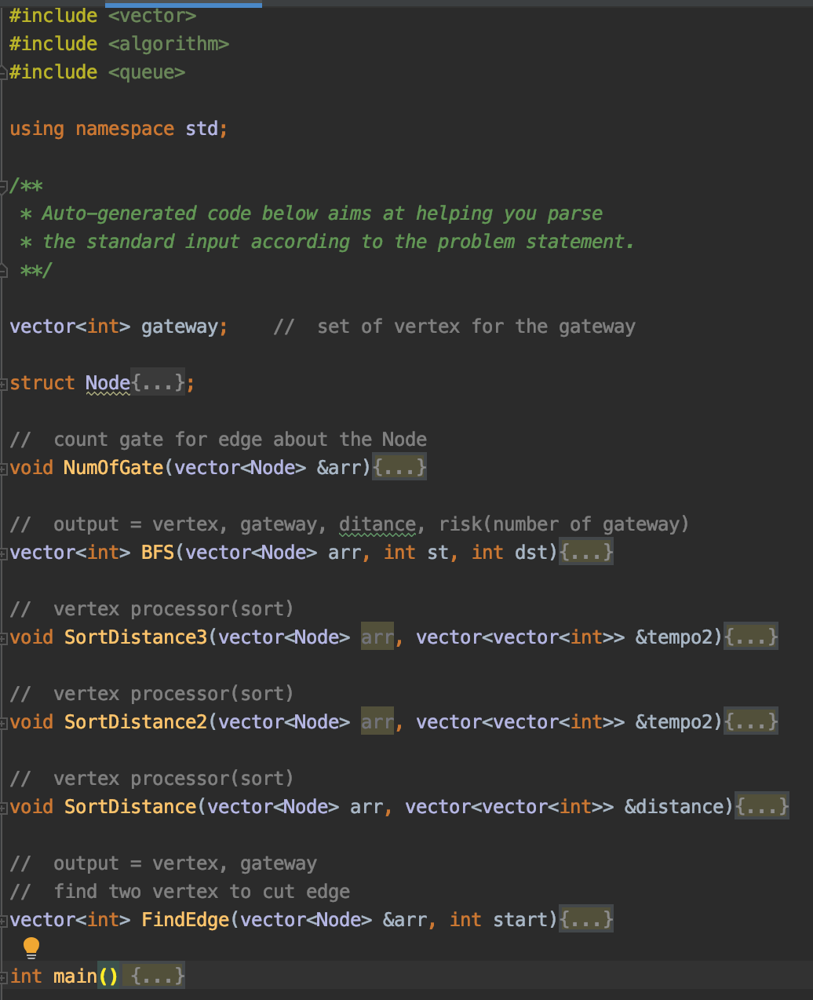 #include <vector>
#include <algorithm>
#include <queue>
using namespace std;
/**
* Auto-generated code below aims at helping you parse
* the standard input according to the problem statement.
**/
vector<int> gateway;    //  set of vertex for the gateway
struct Node{...};
//  count gate for edge about the Node
void NumOfGate(vector<Node> &arr){...}
//  output = vertex, gateway, ditance, risk(number of gateway)
vector<int> BFS(vector<Node> arr, int st, int dst){...}
//  vertex processor(sort)
void SortDistance3(vector<Node> arr, vector<vector<int>> &tempo2){...}
//  vertex processor(sort)
void SortDistance2(vector<Node> arr, vector<vector<int>> &tempo2){...}
//  vertex processor(sort)
void SortDistance(vector<Node> arr, vector<vector<int>> &distance){...}
//  output = vertex, gateway
//  find two vertex to cut edge
vector<int> FindEdge(vector<Node> &arr, int start){...}
int main() {...}